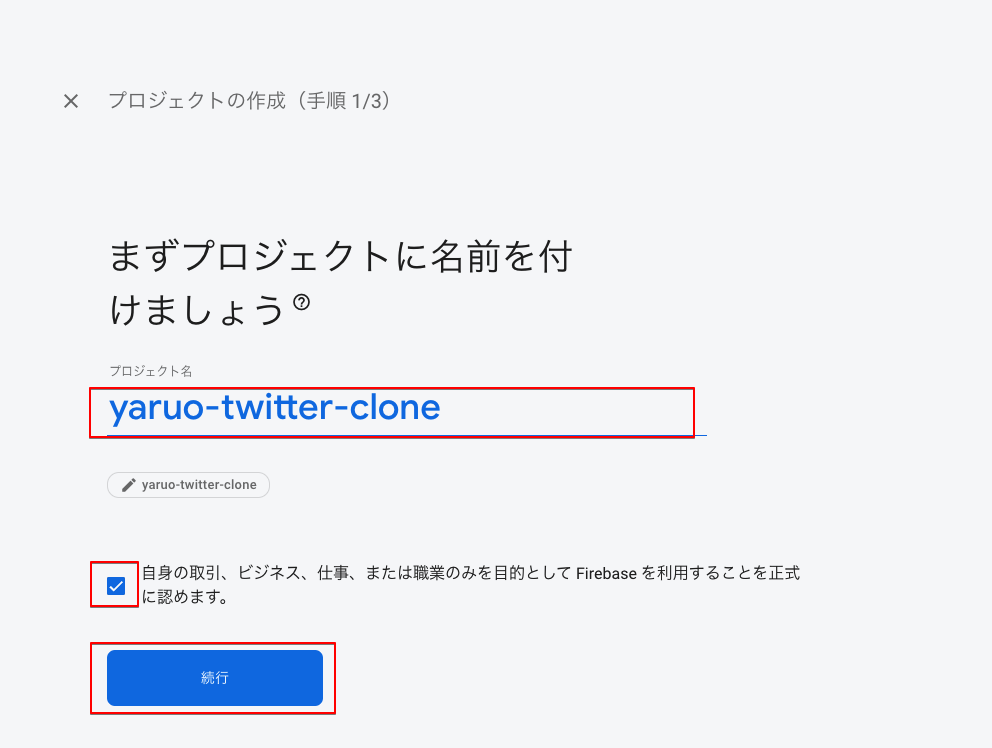 プロジェクトの作成（手順 1/3）
まずプロジェクトに名前を付
けましょう
プロジェクト名
yaruo-twitter-clone
yaruo-twitter-clone
自身の取引、ビジネス、仕事、または職業のみを目的として Firebase を利用することを正式
に認めます。
続行